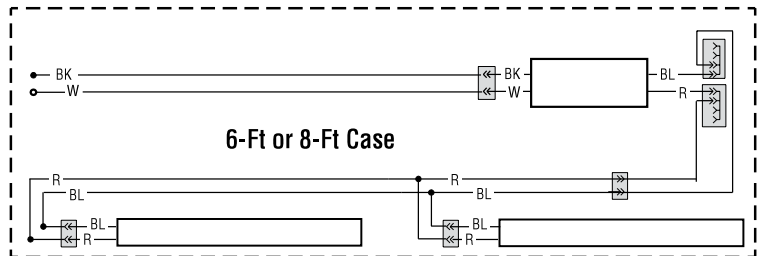 BK BK BL
W W R
6-Ft or 8-Ft Case
R R
BL BL
BL BL
R R